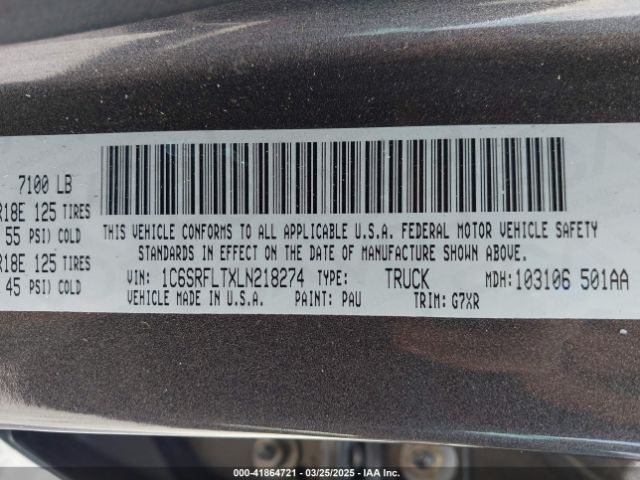 7100 LB
R18E 125 TIRES
55 PSI) COLD
R18E 125 TIRES
45 PSI) COLD
THIS VEHICLE CONFORMS TO ALL APPLICABLE U.S.A. FEDERAL MOTOR VEHICLE SAFETY
STANDARDS IN EFFECT ON THE DATE OF MANUFACTURE SHOWN ABOVE.
VIN: 1C6SRFLTXLN218274 TYPE: TRUCK MDH: 103106 501AA
VEHICLE MADE IN U.S.A. PAINT: PAU TRIM: G7XR
000-41864721 — 03/25/2025 — IAA Inc.